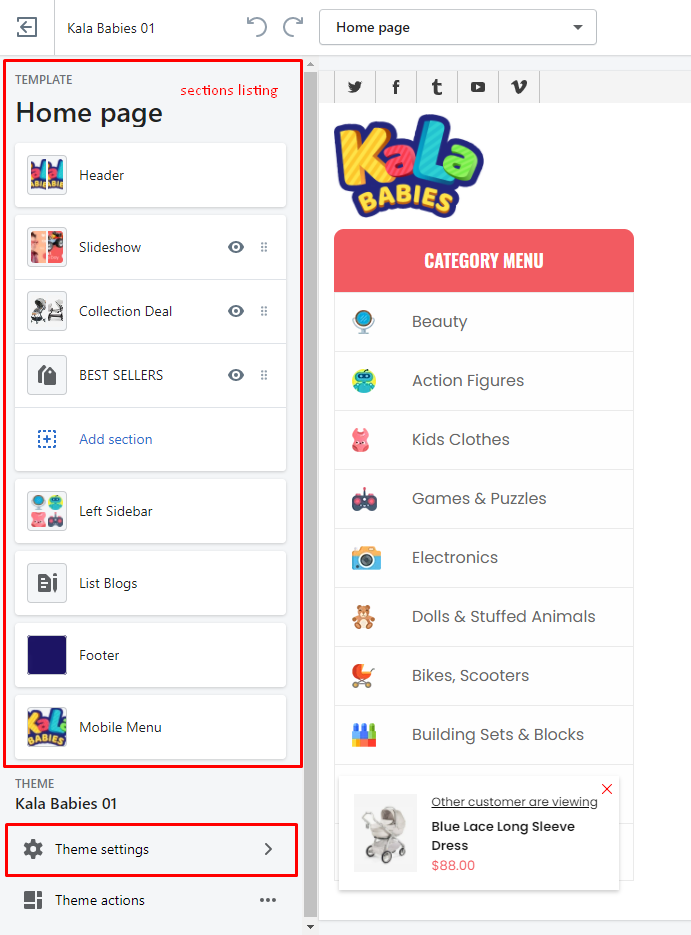 Kala Babies 01
Home page
TEMPLATE
sections listing
Home page
Header
Slideshow
Collection Deal
BEST SELLERS
Add section
Left Sidebar
List Blogs
Footer
Mobile Menu
THEME
Kala Babies 01
Theme settings
Theme actions
KaLa
BABIES
CATEGORY MENU
Beauty
Action Figures
Kids Clothes
Games & Puzzles
Electronics
Dolls & Stuffed Animals
Bikes, Scooters
Building Sets & Blocks
Other customer are viewing
Blue Lace Long Sleeve
Dress
$88.00